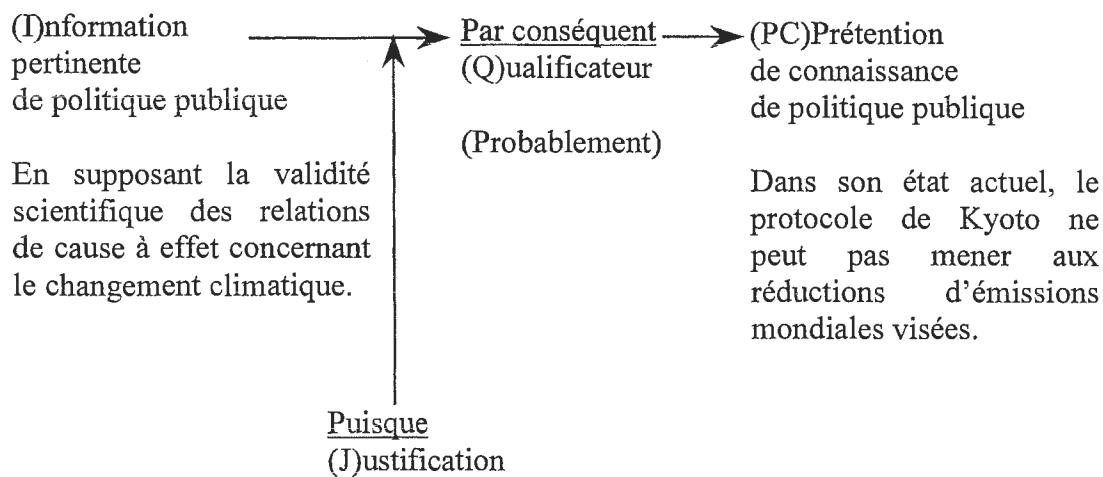 (I)nformation
pertinente
de politique publique
En supposant la validité
scientifique des relations
de cause à effet concernant
le changement climatique.
Par conséquent
(Q)ualificateur
(Probablement)
(PC)Prétention
de connaissance
de politique publique
Dans son état actuel, le
protocole de Kyoto ne
peut pas mener aux
réductions d'émissions
mondiales visées.
Puisque
(J)ustification